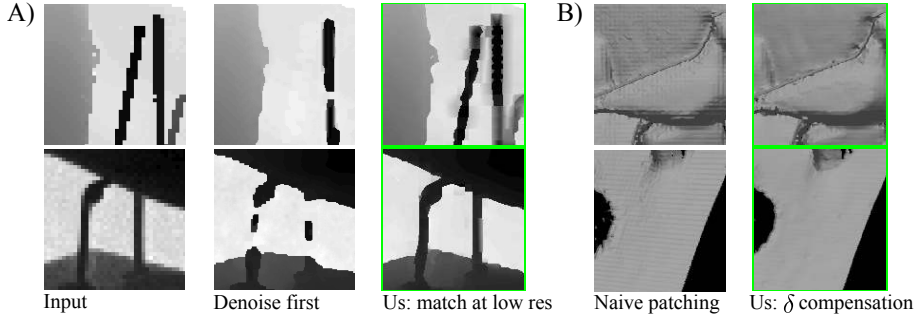 A)
B)
Input
Denoise first
Us: match at low res
Naive patching
Us: δ compensation